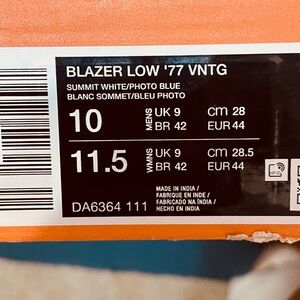 BLAZER LOW '77 VNTG
SUMMIT WHITE/PHOTO BLUE
BLANC SOMMET/BLEU PHOTO
10 MENS UK 9 cm 28
BR 42 EUR 44
11.5 WMNS UK 9 cm 28.5
BR 42 EUR 44
MADE IN INDIA /
FABRIQUÉ EN INDE /
FABRICADO NA ÍNDIA /
HECHO EN INDIA
DA6364 111